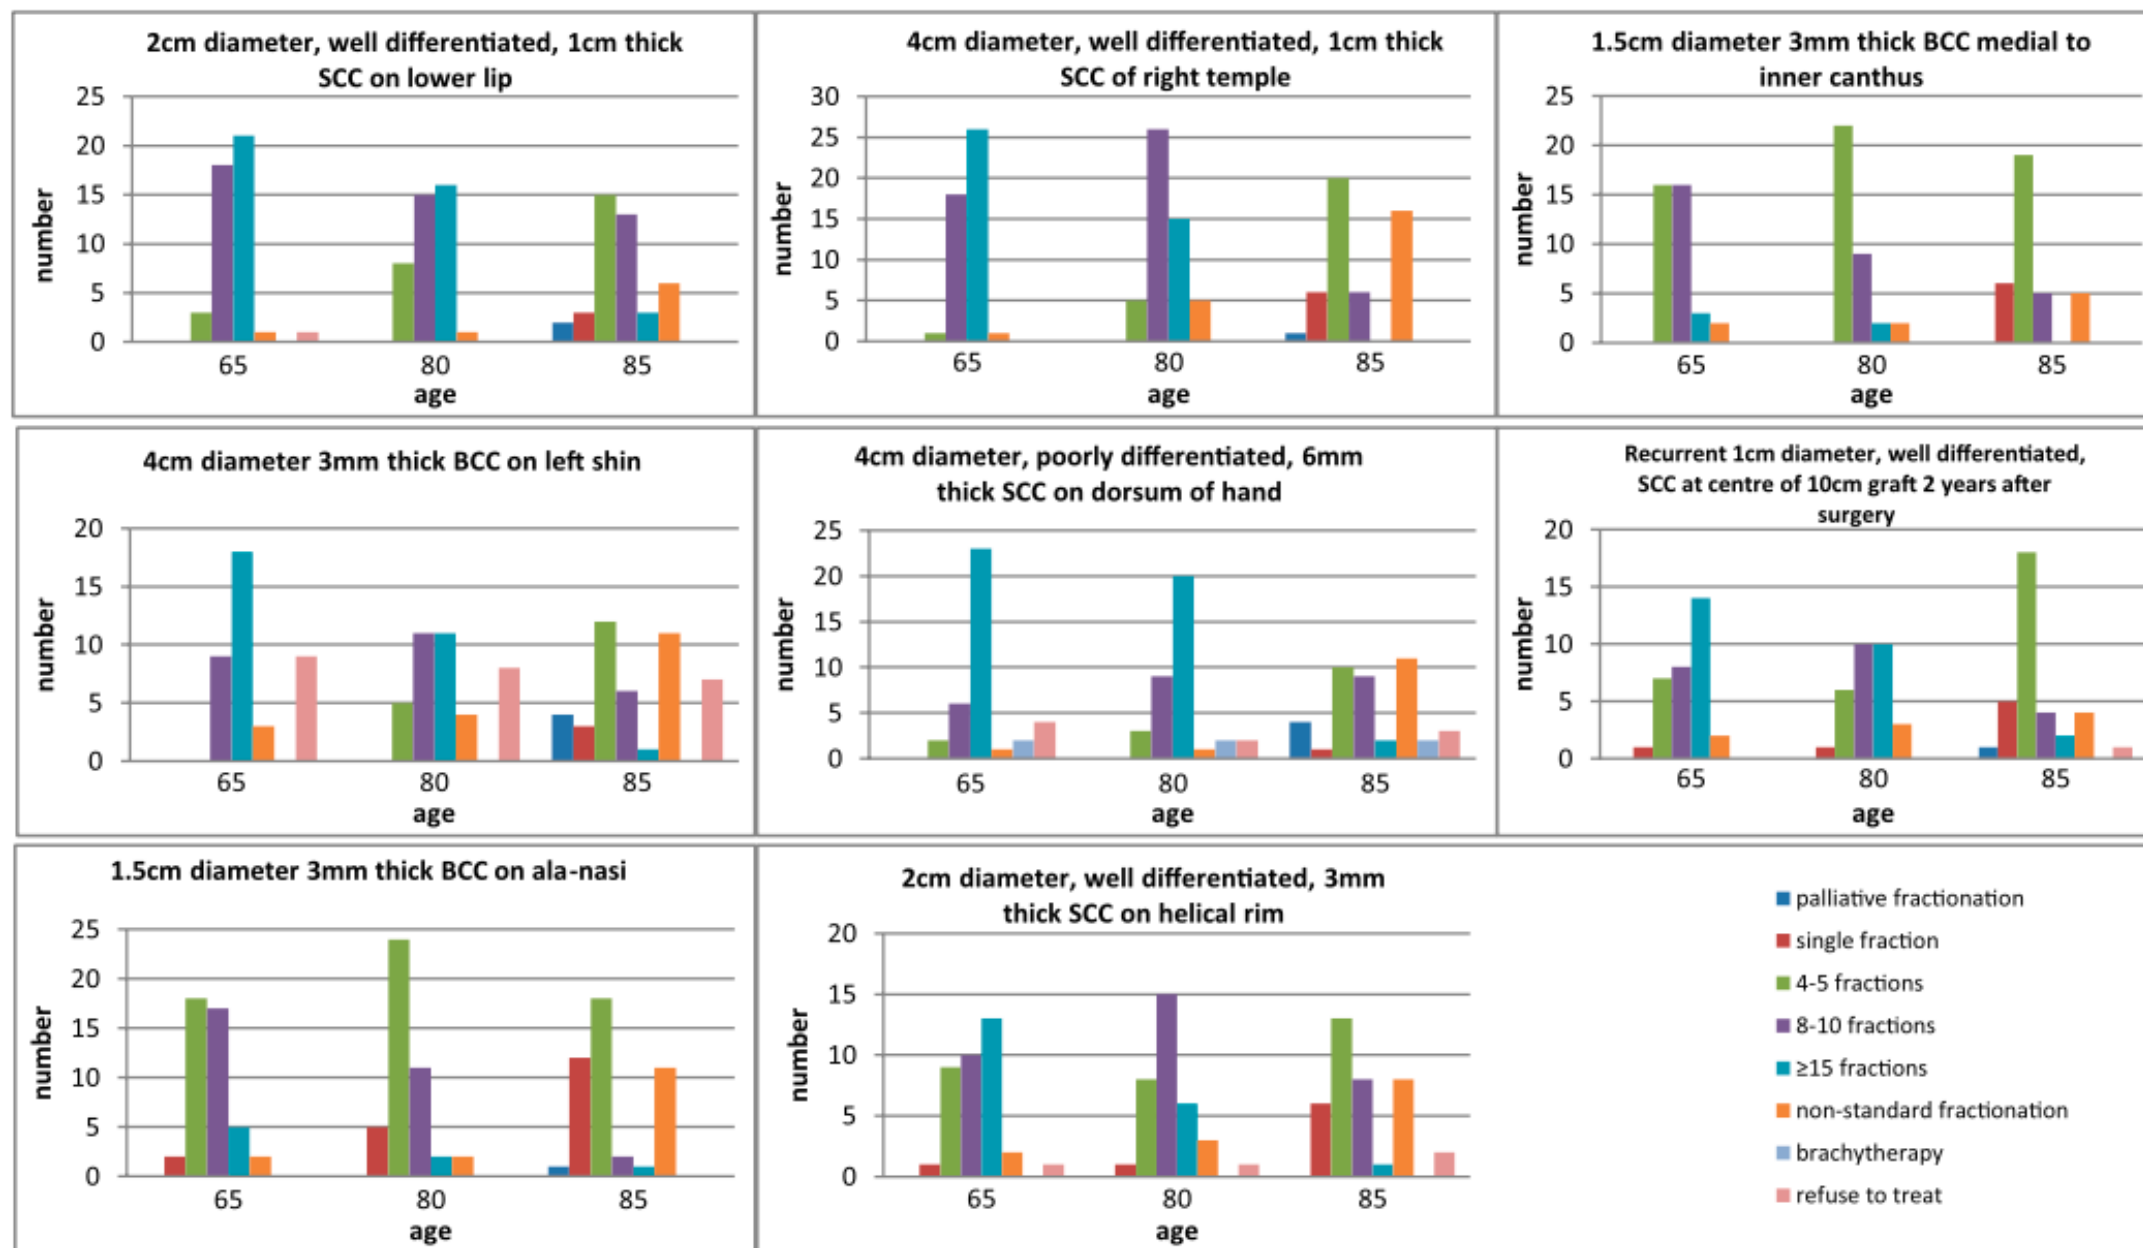 2cm diameter, well differentiated, 1cm thick
SCC on lower lip
25
20
15
10
5
0
number
65 80 85
age
4cm diameter, well differentiated, 1cm thick
SCC of right temple
30
25
20
15
10
5
0
number
65 80 85
age
1.5cm diameter 3mm thick BCC medial to
inner canthus
25
20
15
10
5
0
number
65 80 85
age
4cm diameter 3mm thick BCC on left shin
20
15
10
5
0
number
65 80 85
age
4cm diameter, poorly differentiated, 6mm
thick SCC on dorsum of hand
25
20
15
10
5
0
number
65 80 85
age
Recurrent 1cm diameter, well differentiated,
SCC at centre of 10cm graft 2 years after
surgery
20
15
10
5
0
number
65 80 85
age
1.5cm diameter 3mm thick BCC on ala-nasi
25
20
15
10
5
0
number
65 80 85
age
2cm diameter, well differentiated, 3mm
thick SCC on helical rim
20
15
10
5
0
number
65 80 85
age
palliative fractionation
single fraction
4-5 fractions
8-10 fractions
≥15 fractions
non-standard fractionation
brachytherapy
refuse to treat